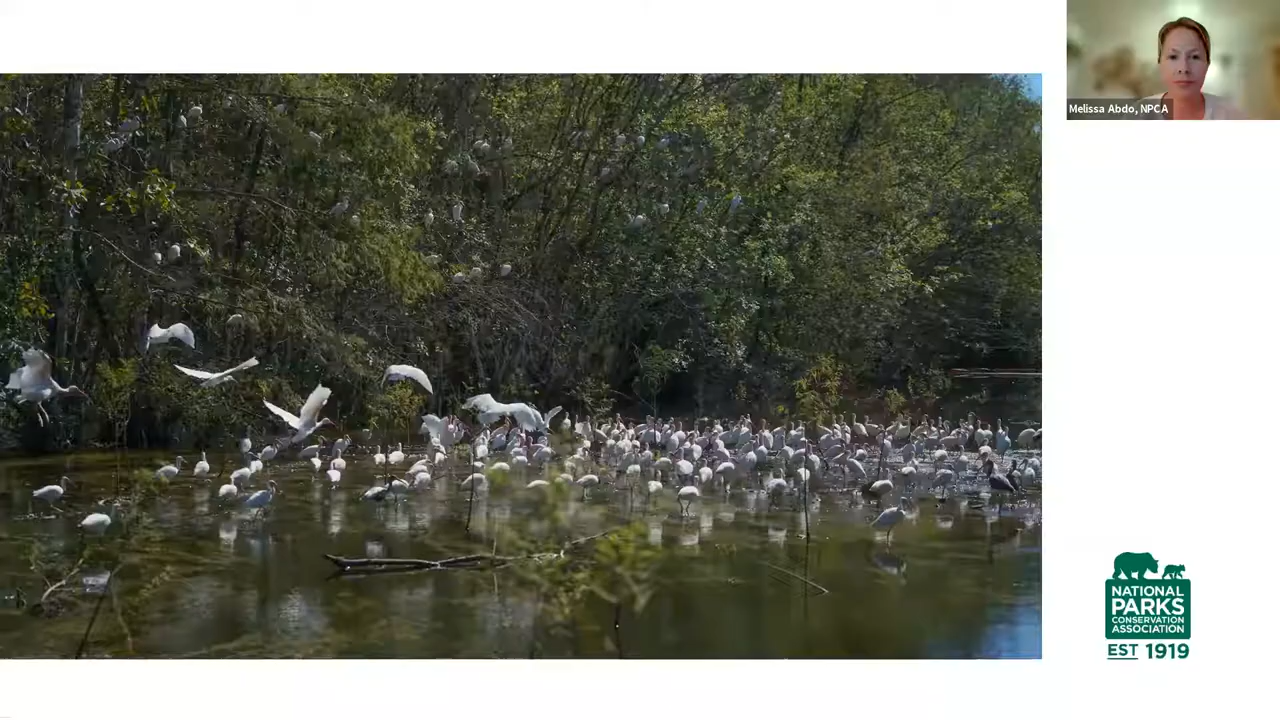 Melissa Abdo, NPCA
NATIONAL
PARKS
CONSERVATION
ASSOCIATION
EST 1919